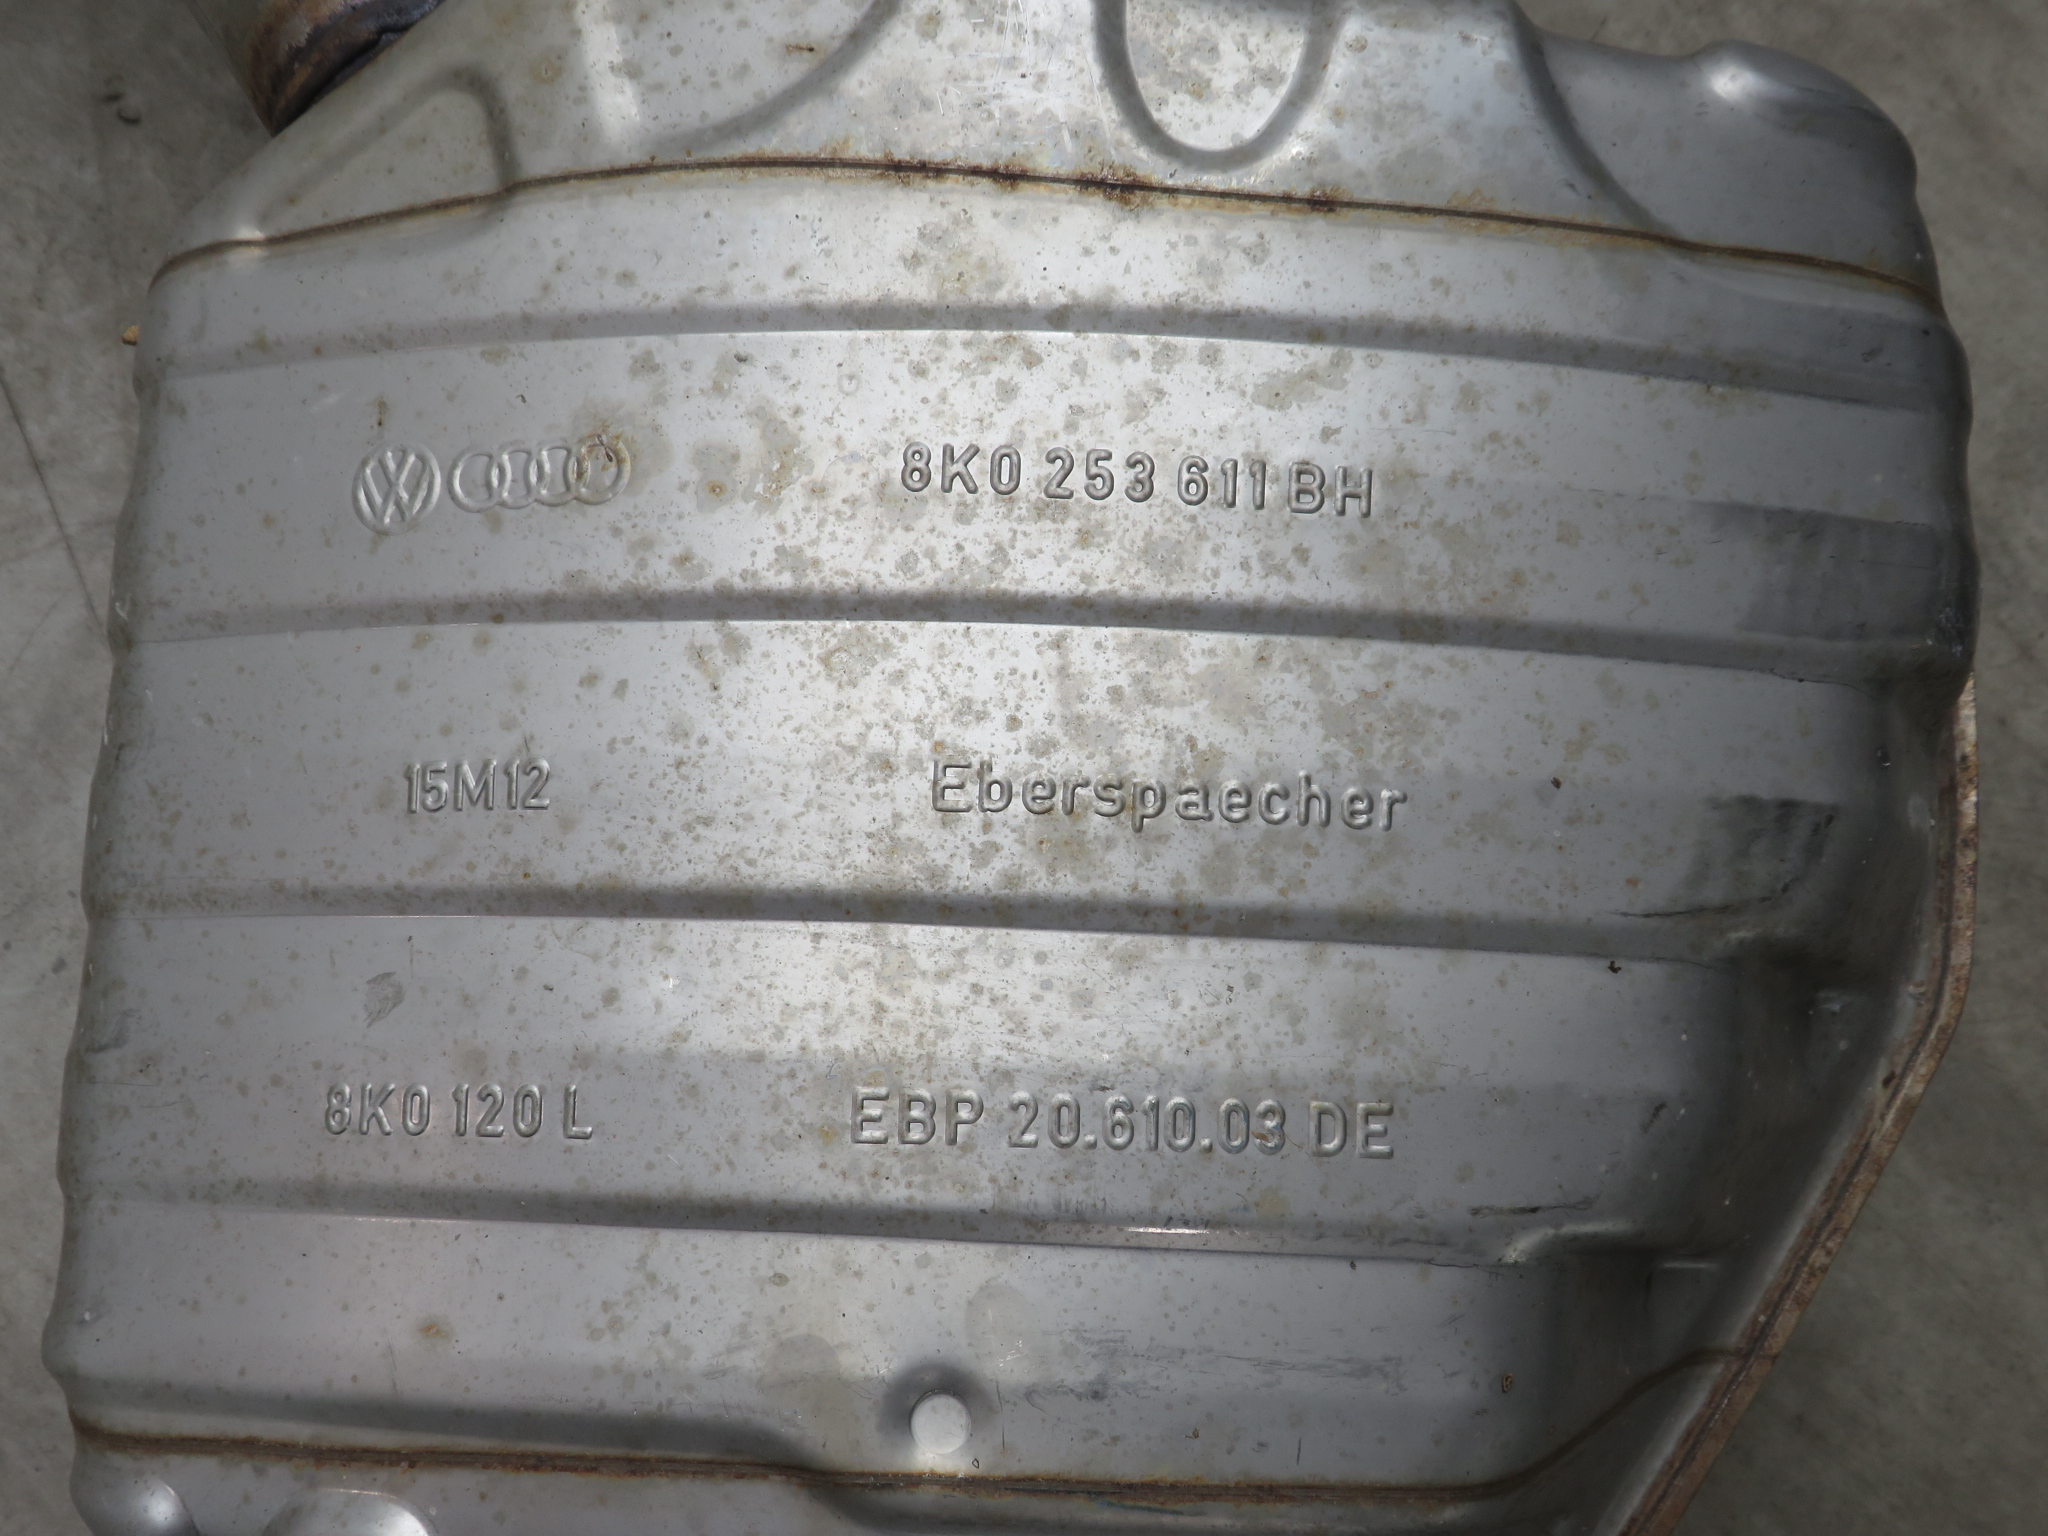 8K0 253 611 BH
15M12 Eberspaecher
8K0 120 L EBP 20.610.03 DE